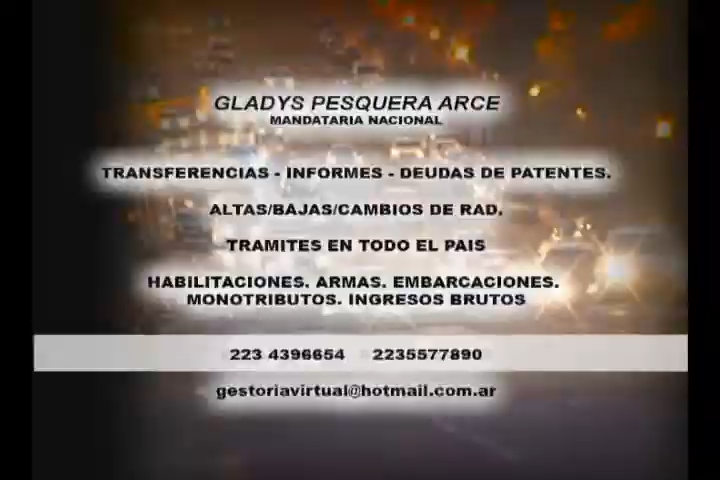 GLADYS PESQUERA ARCE
MANDATARIA NACIONAL
TRANSFERENCIAS - INFORMES - DEUDAS DE PATENTES.
ALTAS/BAJAS/CAMBIOS DE RAD.
TRAMITES EN TODO EL PAIS
HABILITACIONES. ARMAS. EMBARCACIONES.
MONOTRIBUTOS. INGRESOS BRUTOS
223 4396654 2235577890
gestoriavirtual@hotmail.com.ar